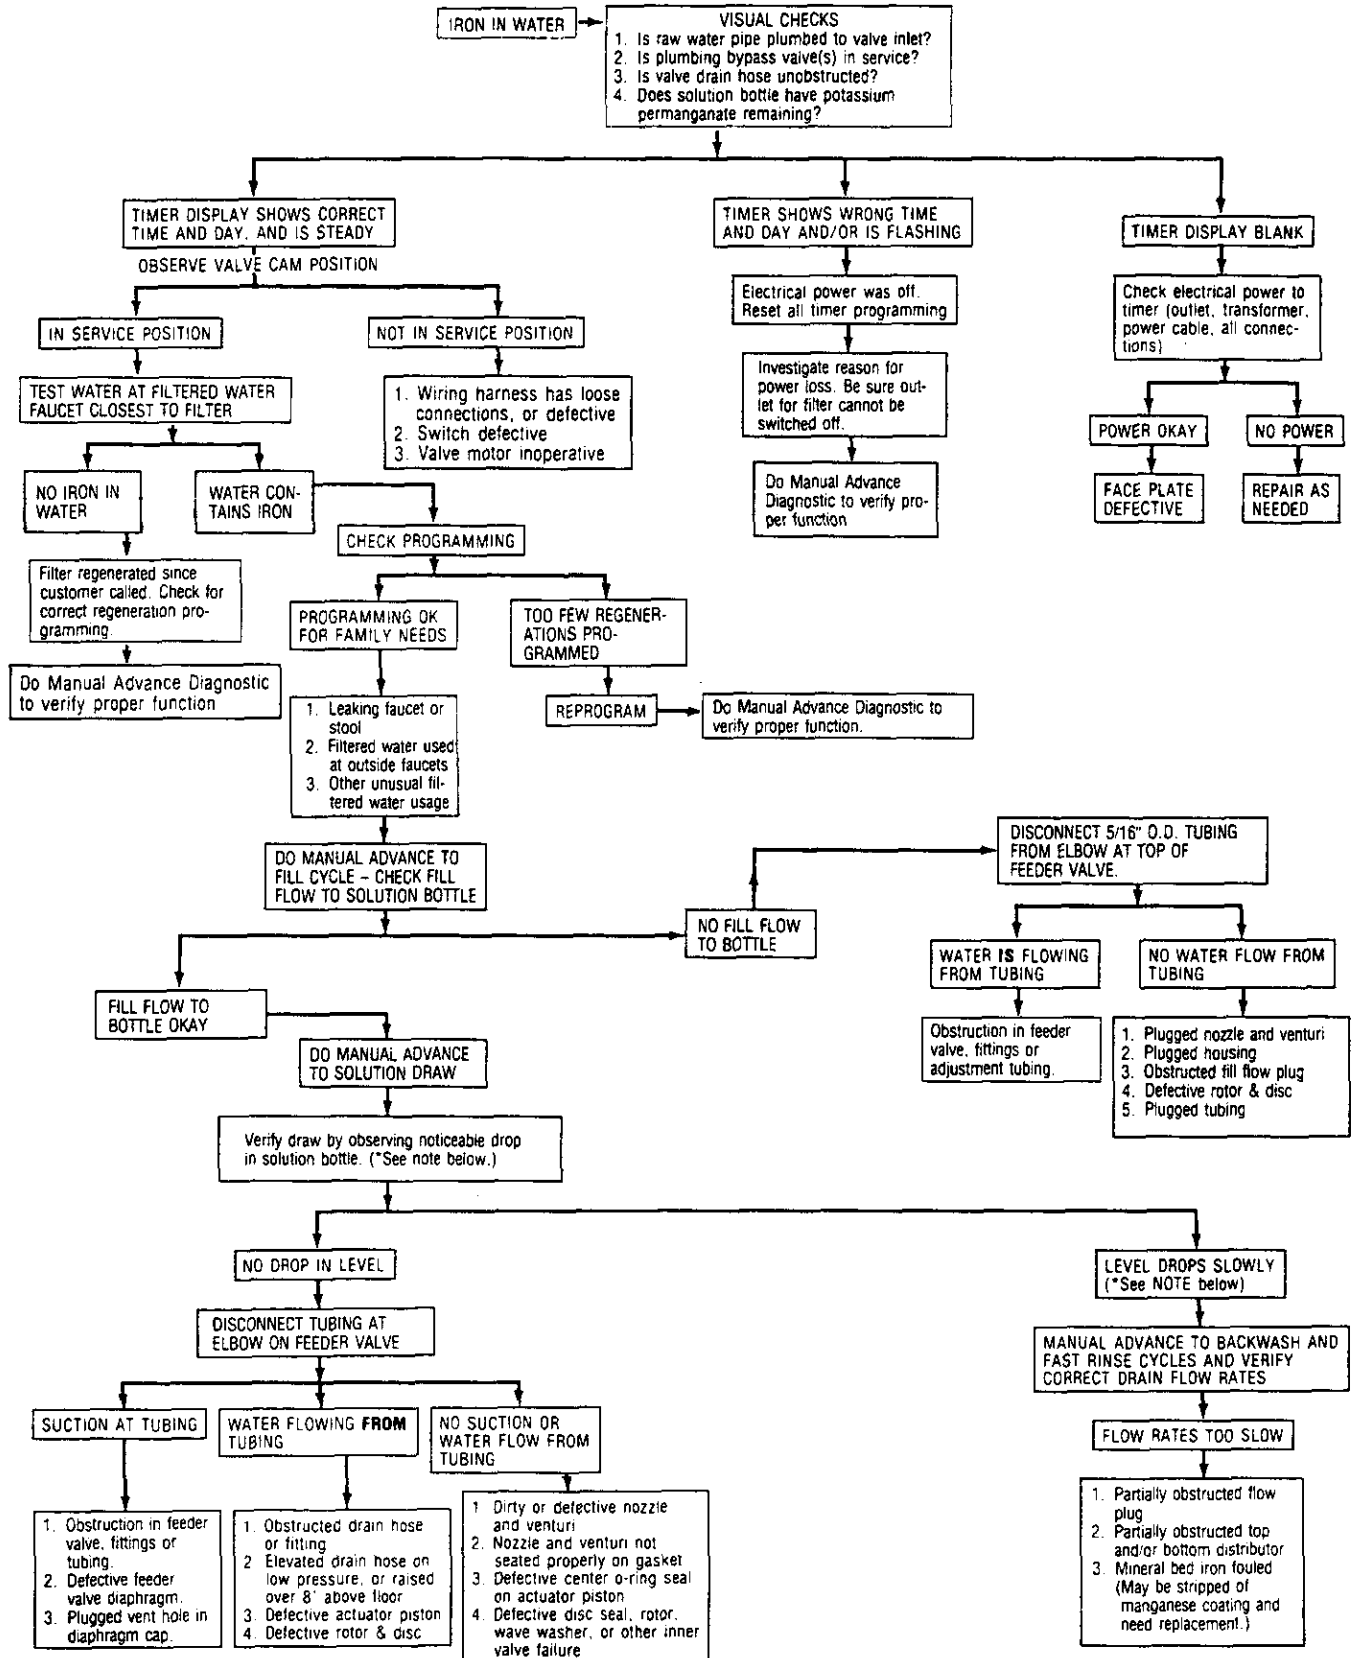 IRON IN WATER
VISUAL CHECKS
1. Is raw water pipe plumbed to valve inlet?
2. Is plumbing bypass valve(s) in service?
3. Is valve drain hose unobstructed?
4. Does solution bottle have potassium
permanganate remaining?
TIMER DISPLAY SHOWS CORRECT
TIME AND DAY, AND IS STEADY
TIMER SHOWS WRONG TIME
AND DAY AND/OR IS FLASHING
TIMER DISPLAY BLANK
OBSERVE VALVE CAM POSITION
Electrical power was off.
Reset all timer programming
Check electrical power to
timer (outlet, transformer,
power cable, all connec-
tions)
IN SERVICE POSITION
NOT IN SERVICE POSITION
Investigate reason for
power loss. Be sure out-
let for filter cannot be
switched off.
TEST WATER AT FILTERED WATER
FAUCET CLOSEST TO FILTER
1. Wiring harness has loose
connections, or defective
2. Switch defective
3. Valve motor inoperative
POWER OKAY
NO POWER
Do Manual Advance
Diagnostic to verify pro-
per function
FACE PLATE
DEFECTIVE
REPAIR AS
NEEDED
NO IRON IN
WATER
WATER CON-
TAINS IRON
CHECK PROGRAMMING
Filter regenerated since
customer called. Check for
correct regeneration pro-
gramming.
PROGRAMMING OK
FOR FAMILY NEEDS
TOO FEW REGENER-
ATIONS PRO-
GRAMMED
Do Manual Advance Diagnostic
to verify proper function
1. Leaking faucet or
stool
2. Filtered water used
at outside faucets
3. Other unusual fil-
tered water usage
REPROGRAM
Do Manual Advance Diagnostic to
verify proper function.
DO MANUAL ADVANCE TO
FILL CYCLE – CHECK FILL
FLOW TO SOLUTION BOTTLE
DISCONNECT 5/16" O.D. TUBING
FROM ELBOW AT TOP OF
FEEDER VALVE.
NO FILL FLOW
TO BOTTLE
WATER IS FLOWING
FROM TUBING
NO WATER FLOW FROM
TUBING
FILL FLOW TO
BOTTLE OKAY
Obstruction in feeder
valve, fittings or
adjustment tubing.
1. Plugged nozzle and venturi
2. Plugged housing
3. Obstructed fill flow plug
4. Defective rotor & disc
5. Plugged tubing
DO MANUAL ADVANCE
TO SOLUTION DRAW
Verify draw by observing noticeable drop
in solution bottle. (*See note below.)
NO DROP IN LEVEL
LEVEL DROPS SLOWLY
(*See NOTE below)
DISCONNECT TUBING AT
ELBOW ON FEEDER VALVE
MANUAL ADVANCE TO BACKWASH AND
FAST RINSE CYCLES AND VERIFY
CORRECT DRAIN FLOW RATES
SUCTION AT TUBING
WATER FLOWING FROM
TUBING
NO SUCTION OR
WATER FLOW FROM
TUBING
FLOW RATES TOO SLOW
1. Obstruction in feeder
valve, fittings or
tubing.
2. Defective feeder
valve diaphragm.
3. Plugged vent hole in
diaphragm cap.
1. Obstructed drain hose
or fitting
2 Elevated drain hose on
low pressure, or raised
over 8' above floor
3. Defective actuator piston
4. Defective rotor & disc
1 Dirty or defective nozzle
and venturi
2. Nozzle and venturi not
seated properly on gasket
3. Defective center o-ring seal
on actuator piston
4. Defective disc seal, rotor,
wave washer, or other inner
valve failure
1. Partially obstructed flow
plug
2. Partially obstructed top
and/or bottom distributor
3. Mineral bed iron fouled
(May be stripped of
manganese coating and
need replacement.)